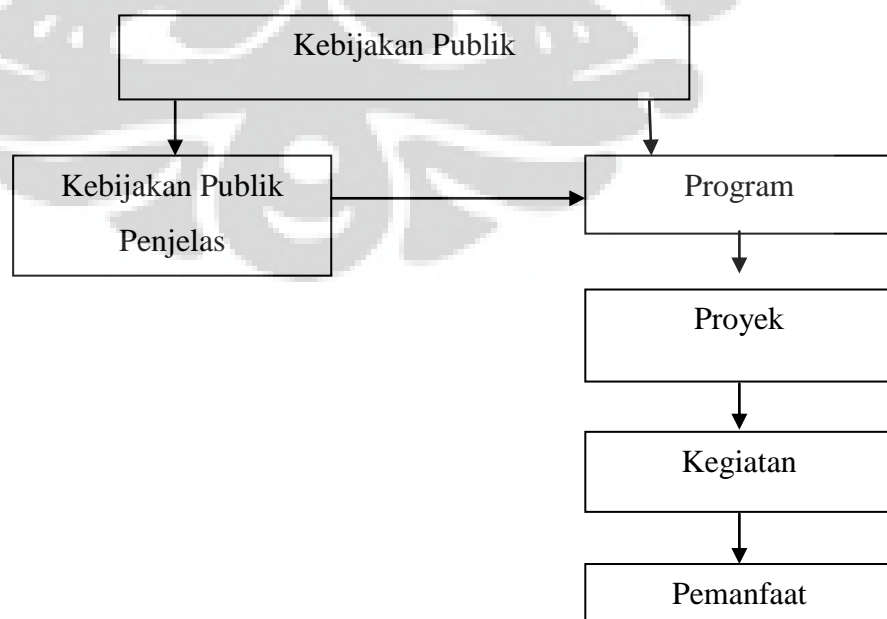 Kebijakan Publik
Kebijakan Publik
Penjelas
Program
Proyek
Kegiatan
Pemanfaat